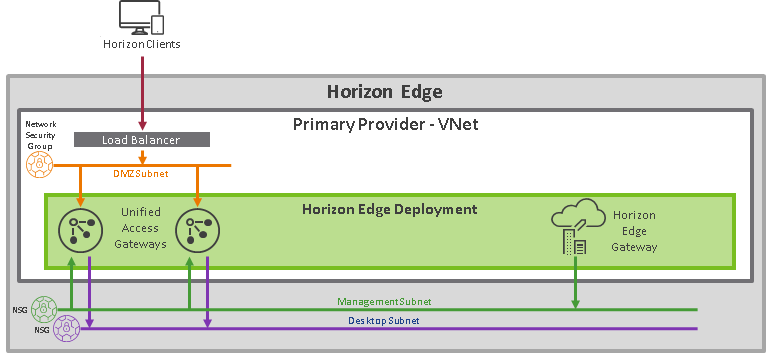 Horizon Clients
Horizon Edge
Primary Provider - VNet
Network
Security
Group
Load Balancer
DMZ Subnet
Horizon Edge Deployment
Unified
Access
Gateways
Horizon
Edge
Gateway
NSG
Management Subnet
NSG
Desktop Subnet